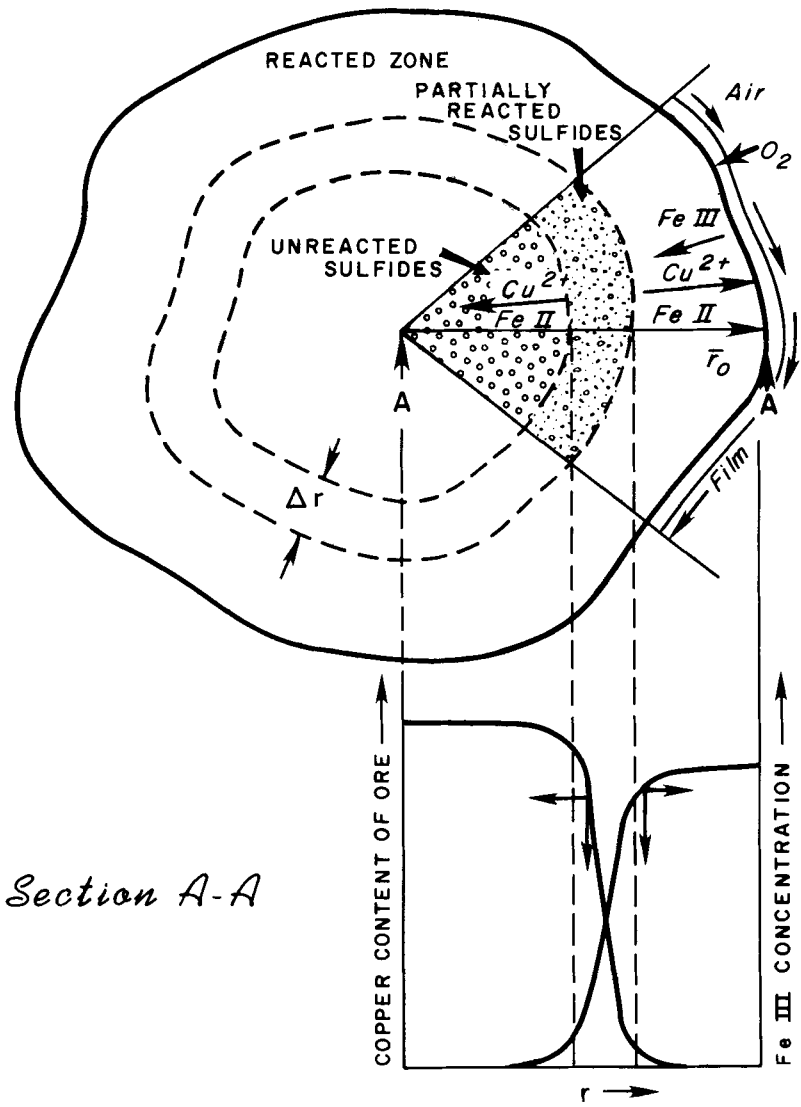 REACTED ZONE
PARTIALLY
REACTED
SULFIDES
Air
O2
Fe III
UNREACTED
SULFIDES
Cu2+
Cu2+
Fe II
Fe II
r̄o
A
A
Δr
Film
COPPER CONTENT OF ORE
Fe III CONCENTRATION
Section A-A
r